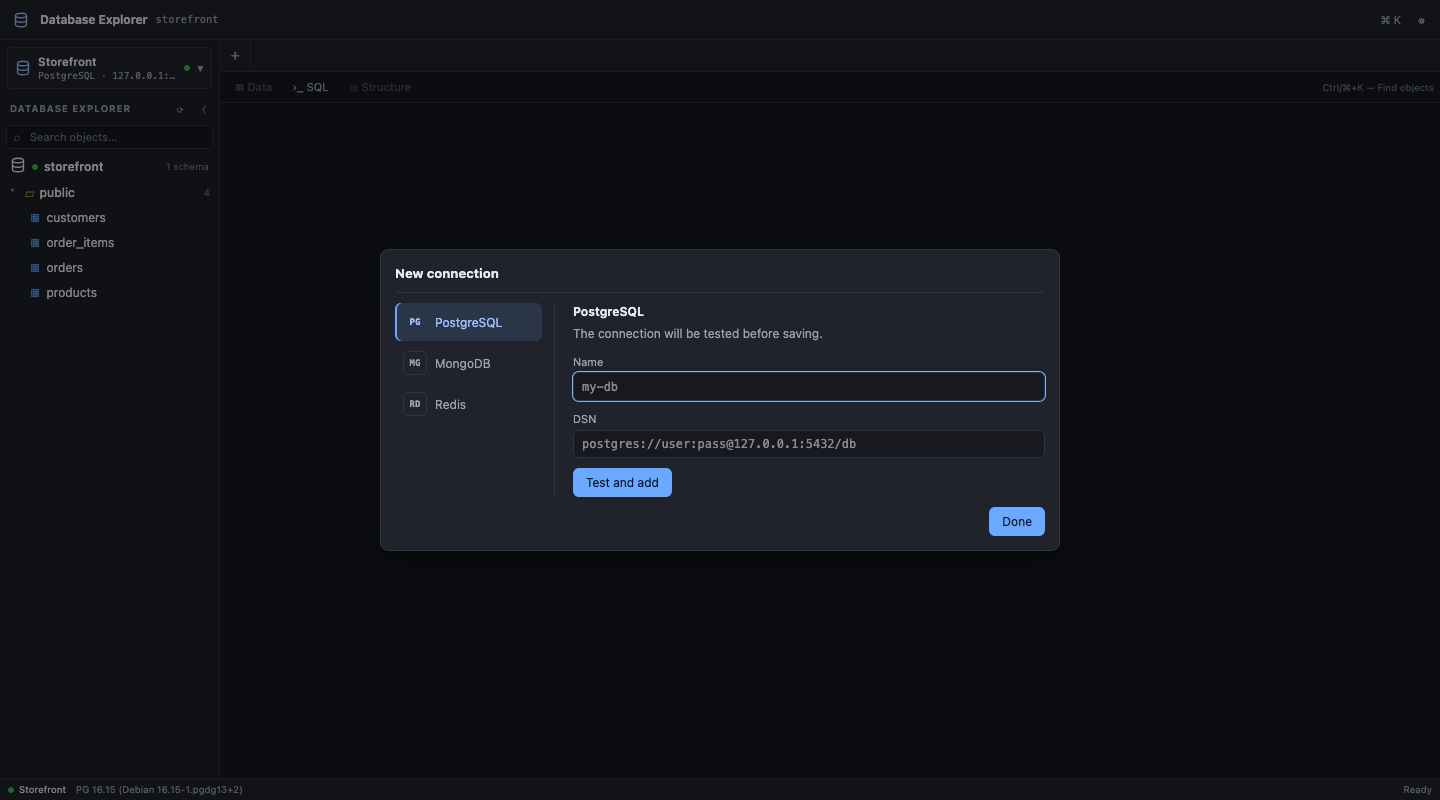 Database Explorer storefront
⌘ K
Storefront
PostgreSQL · 127.0.0.1:…
+
Data
›_ SQL
Structure
Ctrl/⌘+K — Find objects
DATABASE EXPLORER
Search objects…
storefront 1 schema
public 4
customers
order_items
orders
products
New connection
PG PostgreSQL
MG MongoDB
RD Redis
PostgreSQL
The connection will be tested before saving.
Name
my-db
DSN
postgres://user:pass@127.0.0.1:5432/db
Test and add
Done
Storefront PG 16.15 (Debian 16.15-1.pgdg13+2)
Ready